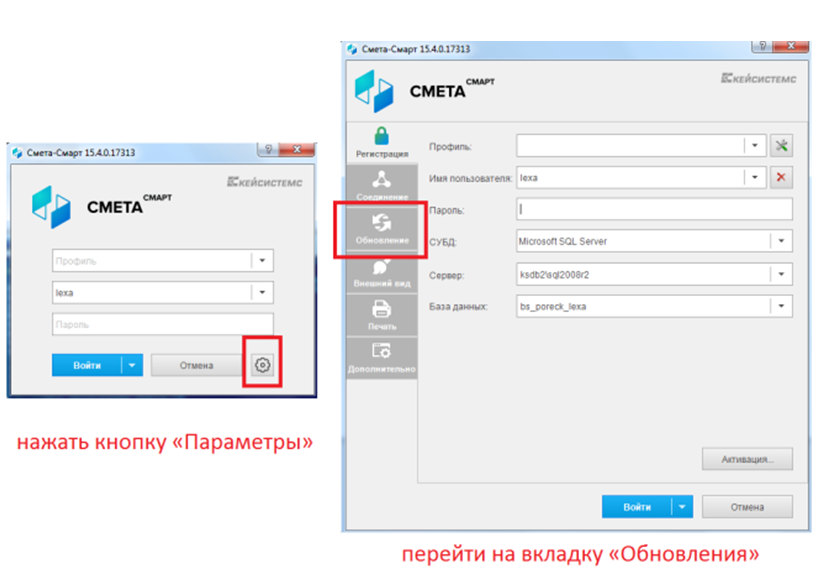 Смета-Смарт 15.4.0.17313
СМЕТА СМАРТ
КЕЙСИСТЕМС
Профиль
lexa
Пароль
Войти
Отмена
нажать кнопку «Параметры»
Смета-Смарт 15.4.0.17313
СМЕТА СМАРТ
КЕЙСИСТЕМС
Регистрация
Соединение
Обновление
Внешний вид
Печать
Дополнительно
Профиль:
Имя пользователя: lexa
Пароль:
СУБД: Microsoft SQL Server
Сервер: ksdb2\sql2008r2
База данных: bs_poreck_lexa
Активация...
Войти
Отмена
перейти на вкладку «Обновления»